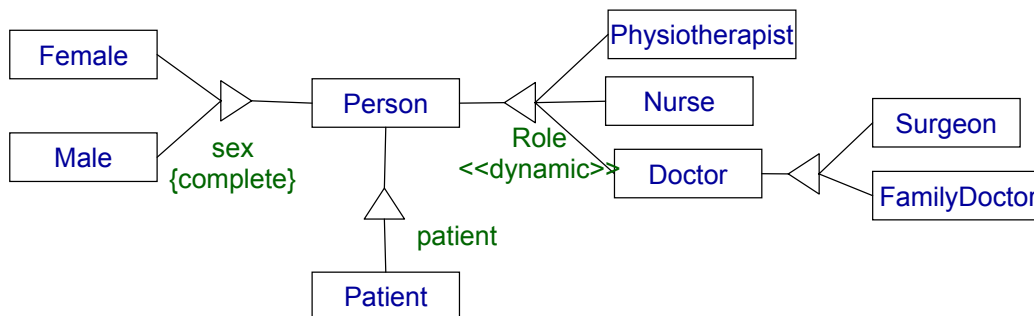 Female
Male
sex
{complete}
Person
patient
Patient
Role
<<dynamic>>
Physiotherapist
Nurse
Doctor
Surgeon
FamilyDoctor